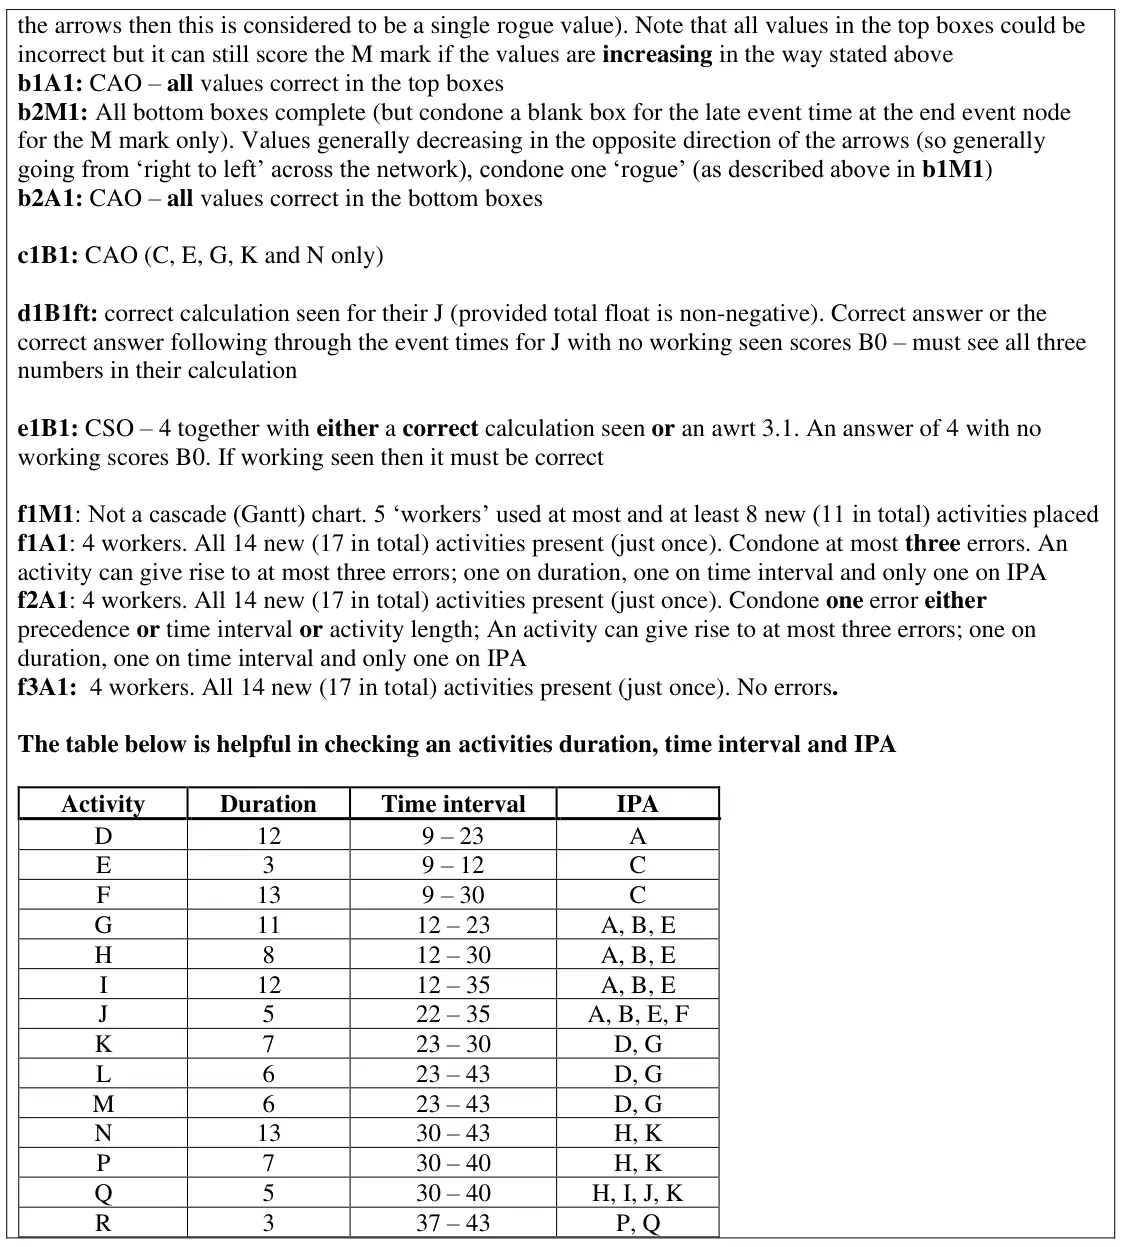 the arrows then this is considered to be a single rogue value). Note that all values in the top boxes could be
incorrect but it can still score the M mark if the values are increasing in the way stated above
b1A1: CAO – all values correct in the top boxes
b2M1: All bottom boxes complete (but condone a blank box for the late event time at the end event node
for the M mark only). Values generally decreasing in the opposite direction of the arrows (so generally
going from ‘right to left’ across the network), condone one ‘rogue’ (as described above in b1M1)
b2A1: CAO – all values correct in the bottom boxes
c1B1: CAO (C, E, G, K and N only)
d1B1ft: correct calculation seen for their J (provided total float is non-negative). Correct answer or the
correct answer following through the event times for J with no working seen scores B0 – must see all three
numbers in their calculation
e1B1: CSO – 4 together with either a correct calculation seen or an awrt 3.1. An answer of 4 with no
working scores B0. If working seen then it must be correct
f1M1: Not a cascade (Gantt) chart. 5 ‘workers’ used at most and at least 8 new (11 in total) activities placed
f1A1: 4 workers. All 14 new (17 in total) activities present (just once). Condone at most three errors. An
activity can give rise to at most three errors; one on duration, one on time interval and only one on IPA
f2A1: 4 workers. All 14 new (17 in total) activities present (just once). Condone one error either
precedence or time interval or activity length; An activity can give rise to at most three errors; one on
duration, one on time interval and only one on IPA
f3A1: 4 workers. All 14 new (17 in total) activities present (just once). No errors.
The table below is helpful in checking an activities duration, time interval and IPA
Activity Duration Time interval IPA
D 12 9 – 23 A
E 3 9 – 12 C
F 13 9 – 30 C
G 11 12 – 23 A, B, E
H 8 12 – 30 A, B, E
I 12 12 – 35 A, B, E
J 5 22 – 35 A, B, E, F
K 7 23 – 30 D, G
L 6 23 – 43 D, G
M 6 23 – 43 D, G
N 13 30 – 43 H, K
P 7 30 – 40 H, K
Q 5 30 – 40 H, I, J, K
R 3 37 – 43 P, Q